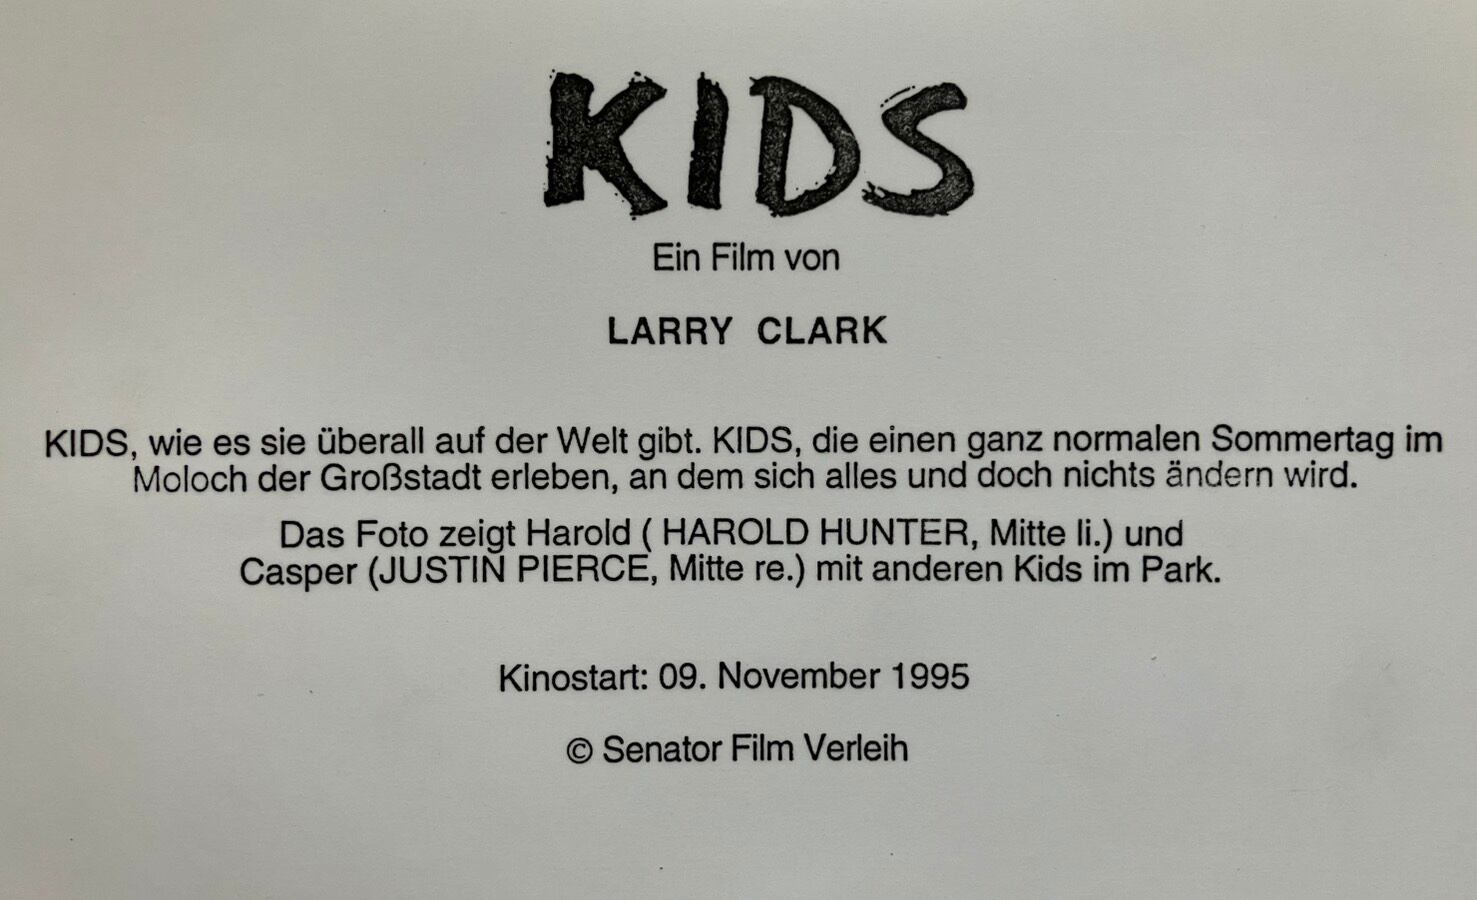 KIDS
Ein Film von
LARRY CLARK
KIDS, wie es sie überall auf der Welt gibt. KIDS, die einen ganz normalen Sommertag im
Moloch der Großstadt erleben, an dem sich alles und doch nichts ändern wird.
Das Foto zeigt Harold ( HAROLD HUNTER, Mitte li.) und
Casper (JUSTIN PIERCE, Mitte re.) mit anderen Kids im Park.
Kinostart: 09. November 1995
© Senator Film Verleih